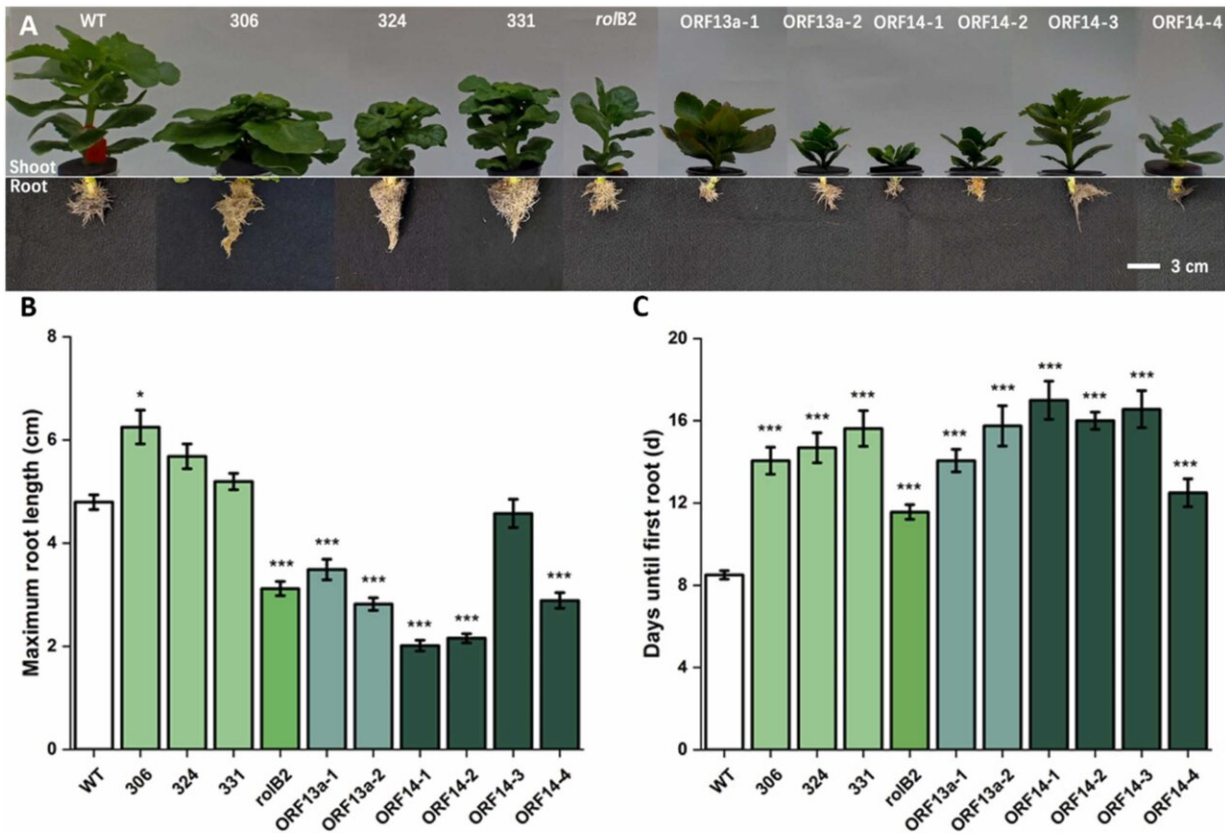 A
WT 306 324 331 rolB2 ORF13a-1 ORF13a-2 ORF14-1 ORF14-2 ORF14-3 ORF14-4
Shoot
Root
3 cm
B
Maximum root length (cm)
8
6
4
2
0
*
***
***
***
***
***
***
WT 306 324 331 rolB2 ORF13a-1 ORF13a-2 ORF14-1 ORF14-2 ORF14-3 ORF14-4
C
Days until first root (d)
20
16
12
8
4
0
***
***
***
***
***
***
***
***
***
***
WT 306 324 331 rolB2 ORF13a-1 ORF13a-2 ORF14-1 ORF14-2 ORF14-3 ORF14-4